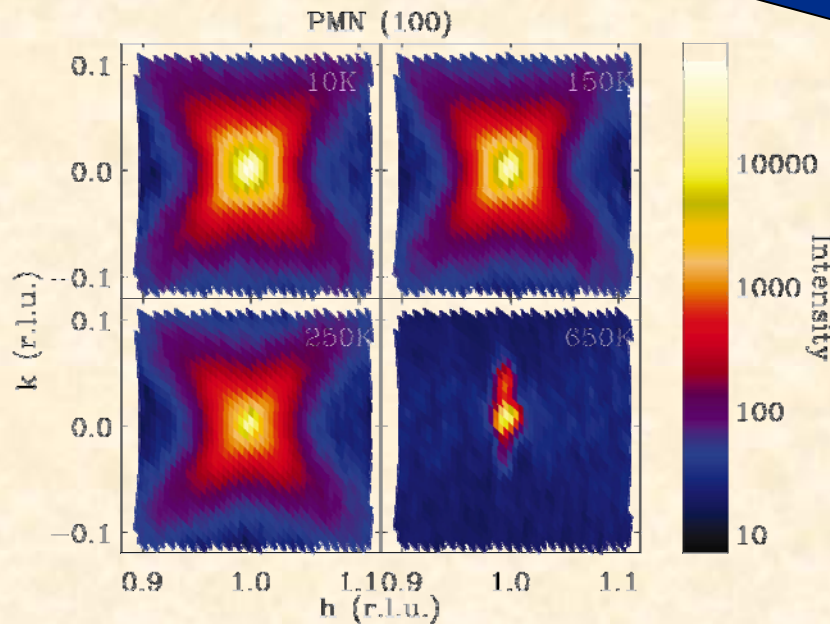 PMN (100)
0.1
10K
150K
10000
0.0
k (r.l.u.)
-0.1
1000
Intensity
0.1
250K
650K
100
0.0
-0.1
10
0.9 1.0 1.10.9 1.0 1.1
h (r.l.u.)